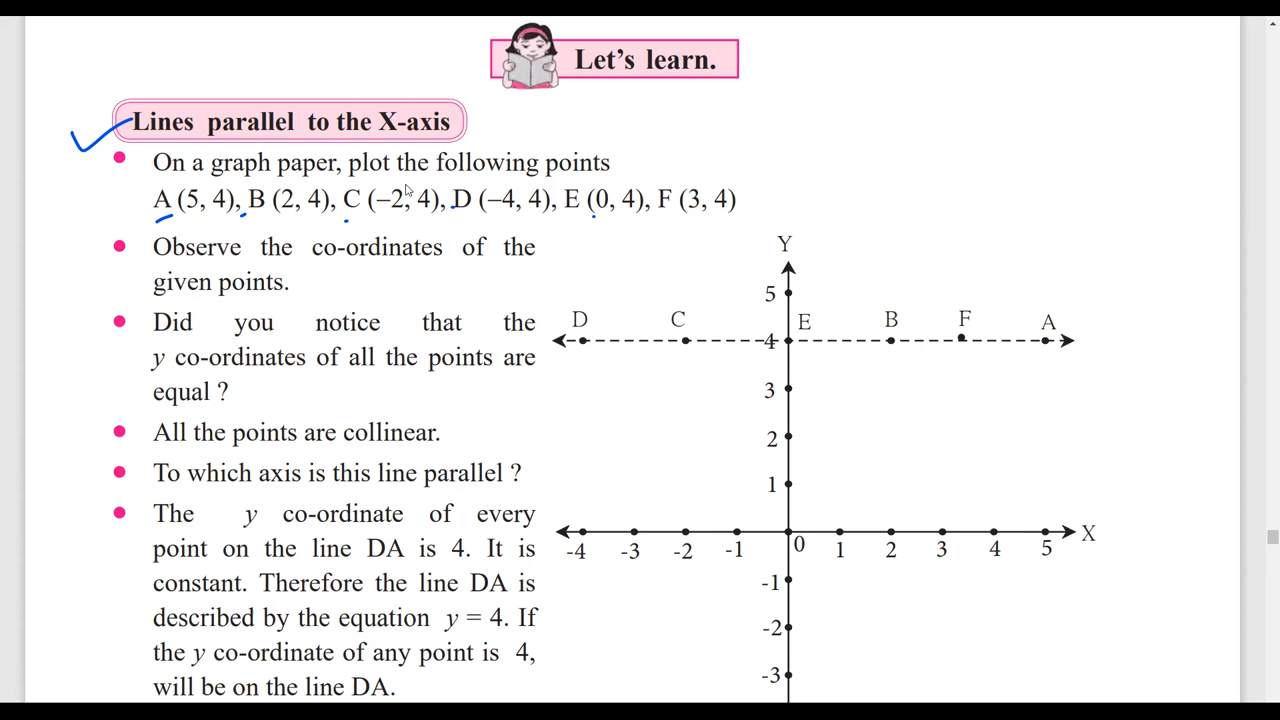 Let's learn.
Lines parallel to the X-axis
On a graph paper, plot the following points
A (5, 4), B (2, 4), C (–2, 4), D (–4, 4), E (0, 4), F (3, 4)
Observe the co-ordinates of the
given points.
Did you notice that the
y co-ordinates of all the points are
equal ?
All the points are collinear.
To which axis is this line parallel ?
The y co-ordinate of every
point on the line DA is 4. It is
constant. Therefore the line DA is
described by the equation y = 4. If
the y co-ordinate of any point is 4,
will be on the line DA.
Y
5
D C E B F A
4
3
2
1
X
-4 -3 -2 -1 0 1 2 3 4 5
-1
-2
-3